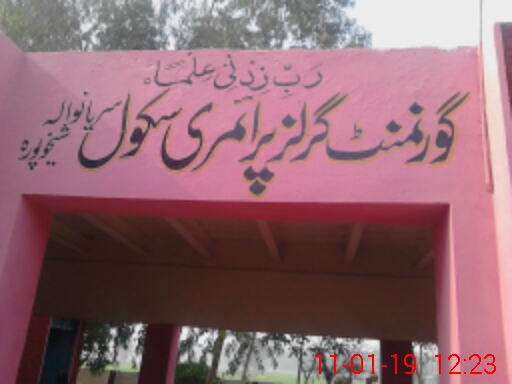 رَبِّ زِدْنِی عِلْماً
گورنمنٹ گرلز پرائمری سکول سریانوالہ
شیخوپورہ
11-01-19 12:23